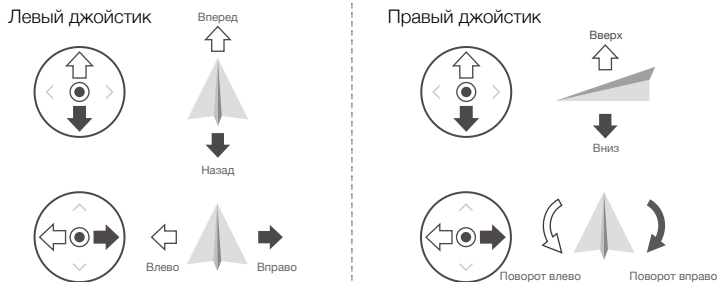 Левый джойстик
Вперед
Назад
Влево
Вправо
Правый джойстик
Вверх
Вниз
Поворот влево
Поворот вправо